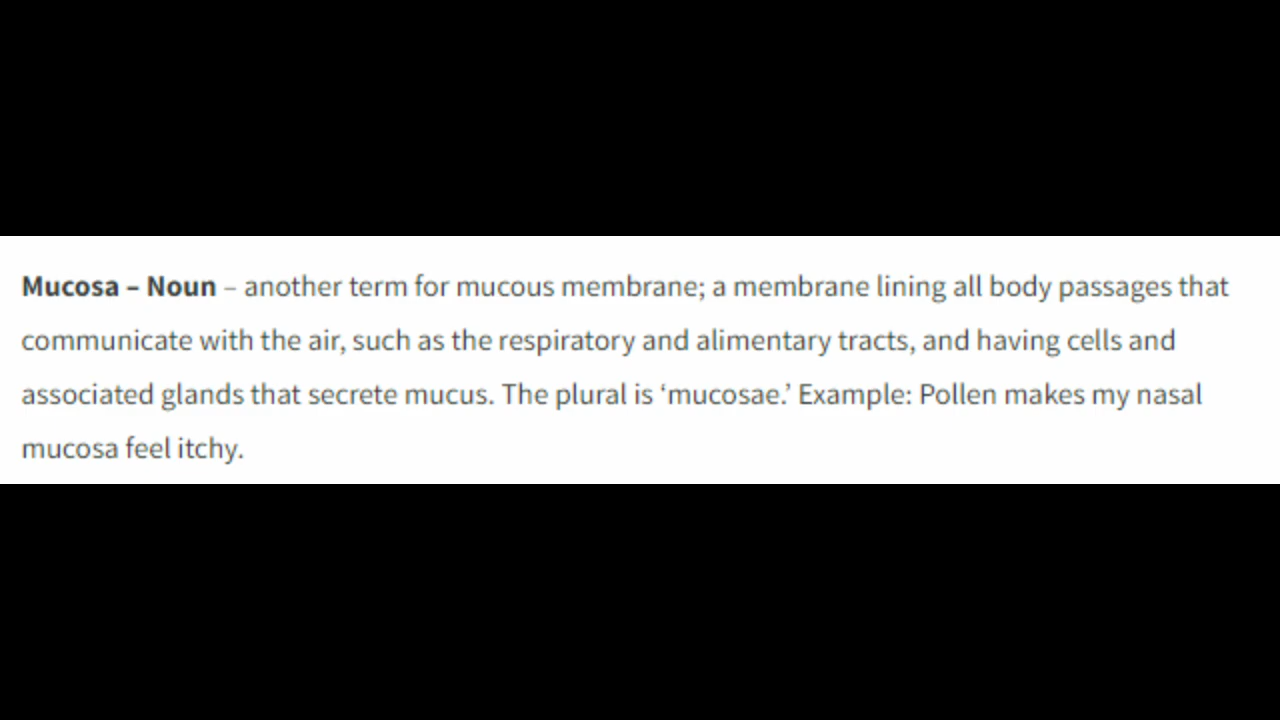 Mucosa – Noun – another term for mucous membrane; a membrane lining all body passages that
communicate with the air, such as the respiratory and alimentary tracts, and having cells and
associated glands that secrete mucus. The plural is ‘mucosae.’ Example: Pollen makes my nasal
mucosa feel itchy.